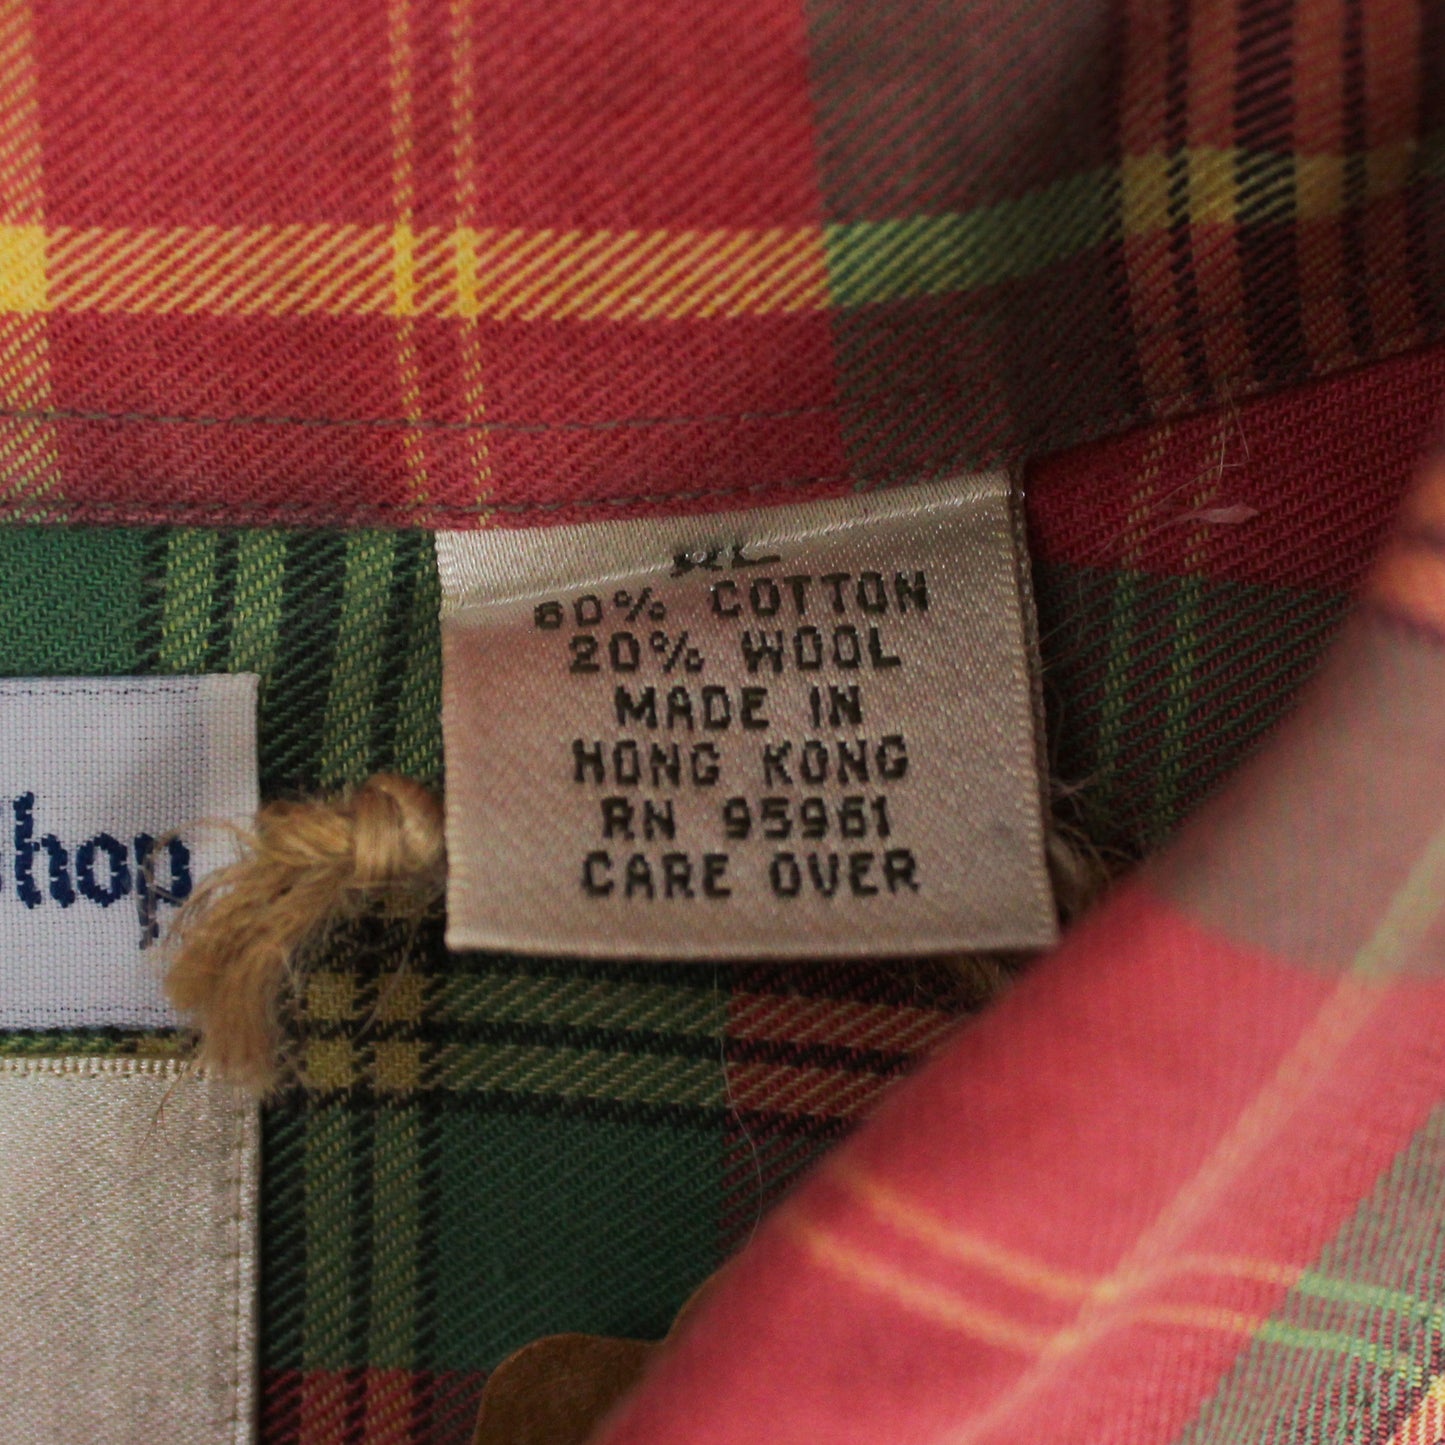 XL
80% COTTON
20% WOOL
MADE IN
HONG KONG
RN 95961
CARE OVER
Shop